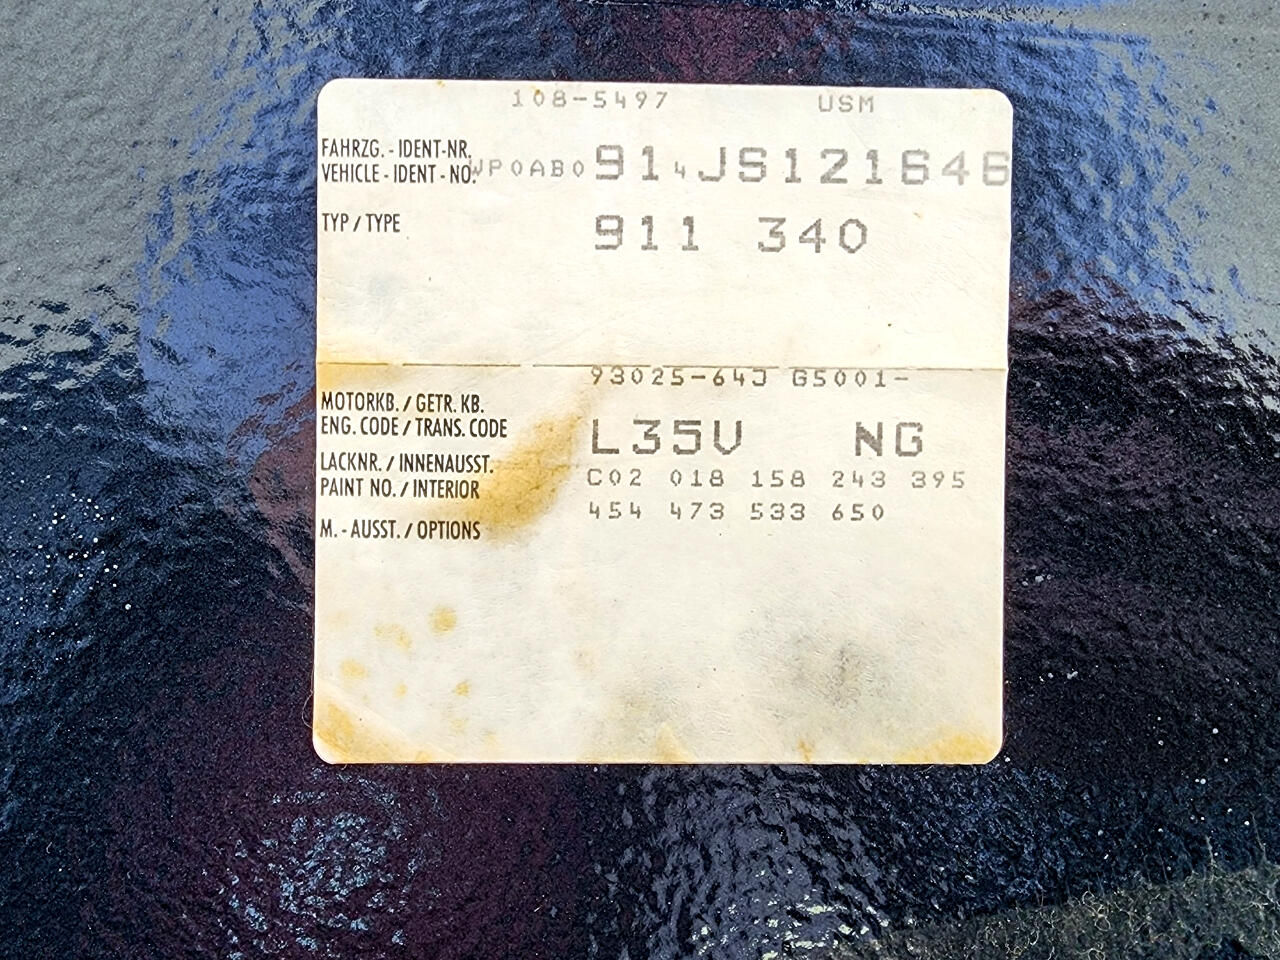 108-5497 USM
FAHRZG. - IDENT-NR.
VEHICLE - IDENT - NO. WP0AB0914JS121646
TYP / TYPE 911 340
93025-64J G5001-
MOTORKB. / GETR. KB.
ENG. CODE / TRANS. CODE L35V NG
LACKNR. / INNENAUSST. C02 018 158 243 395
PAINT NO. / INTERIOR
454 473 533 650
M. - AUSST. / OPTIONS